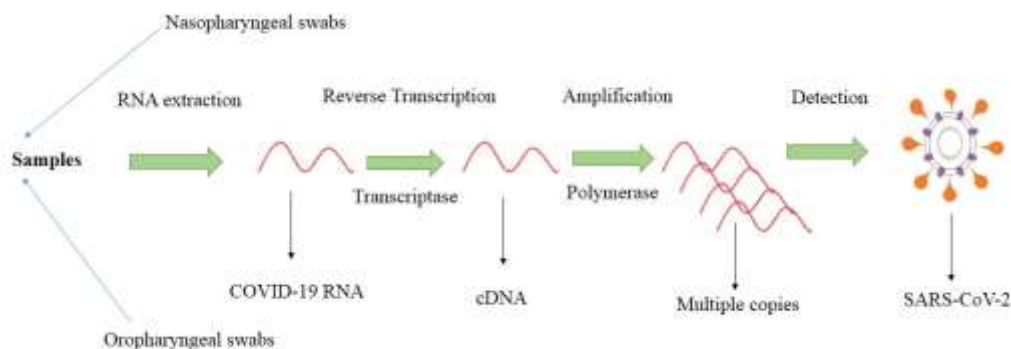 Nasopharyngeal swabs
RNA extraction
Reverse Transcription
Amplification
Detection
Samples
Transcriptase
Polymerase
COVID-19 RNA
cDNA
Multiple copies
SARS-CoV-2
Oropharyngeal swabs